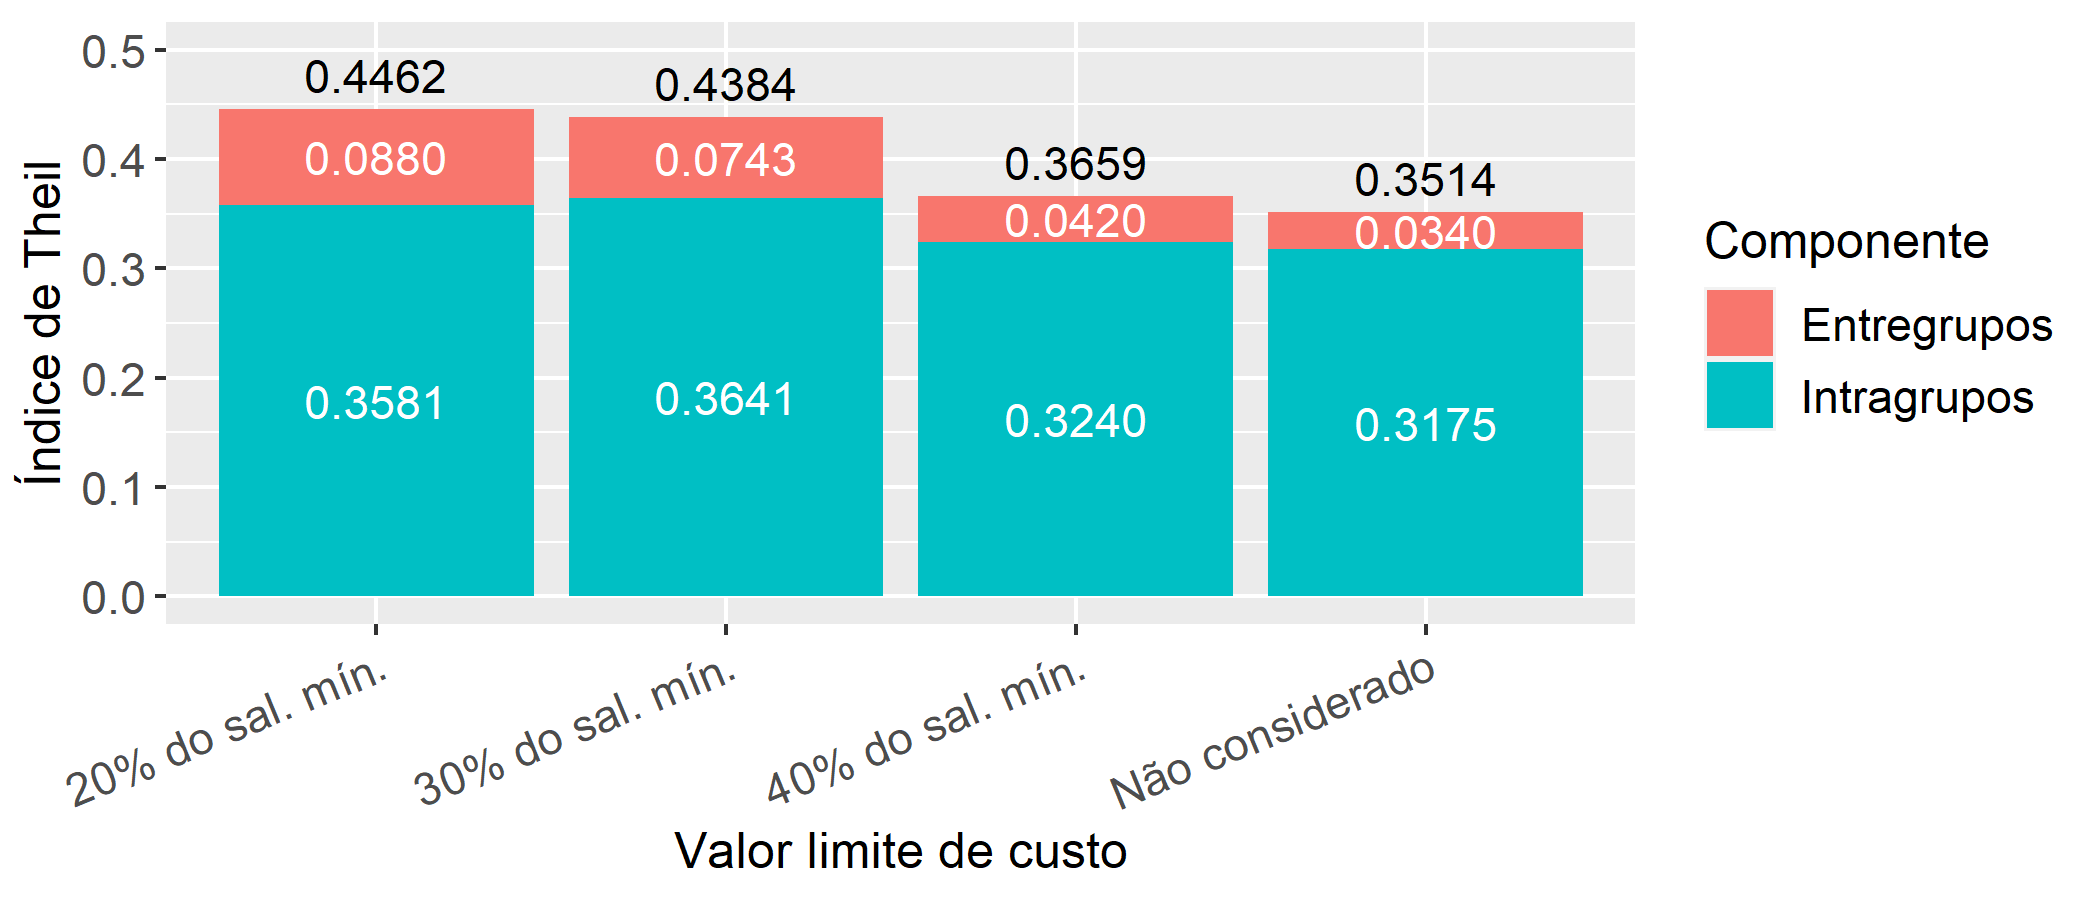 Índice de Theil
0.5
0.4
0.3
0.2
0.1
0.0
0.4462
0.0880
0.3581
0.4384
0.0743
0.3641
0.3659
0.0420
0.3240
0.3514
0.0340
0.3175
20% do sal. mín.
30% do sal. mín.
40% do sal. mín.
Não considerado
Valor limite de custo
Componente
Entregrupos
Intragrupos